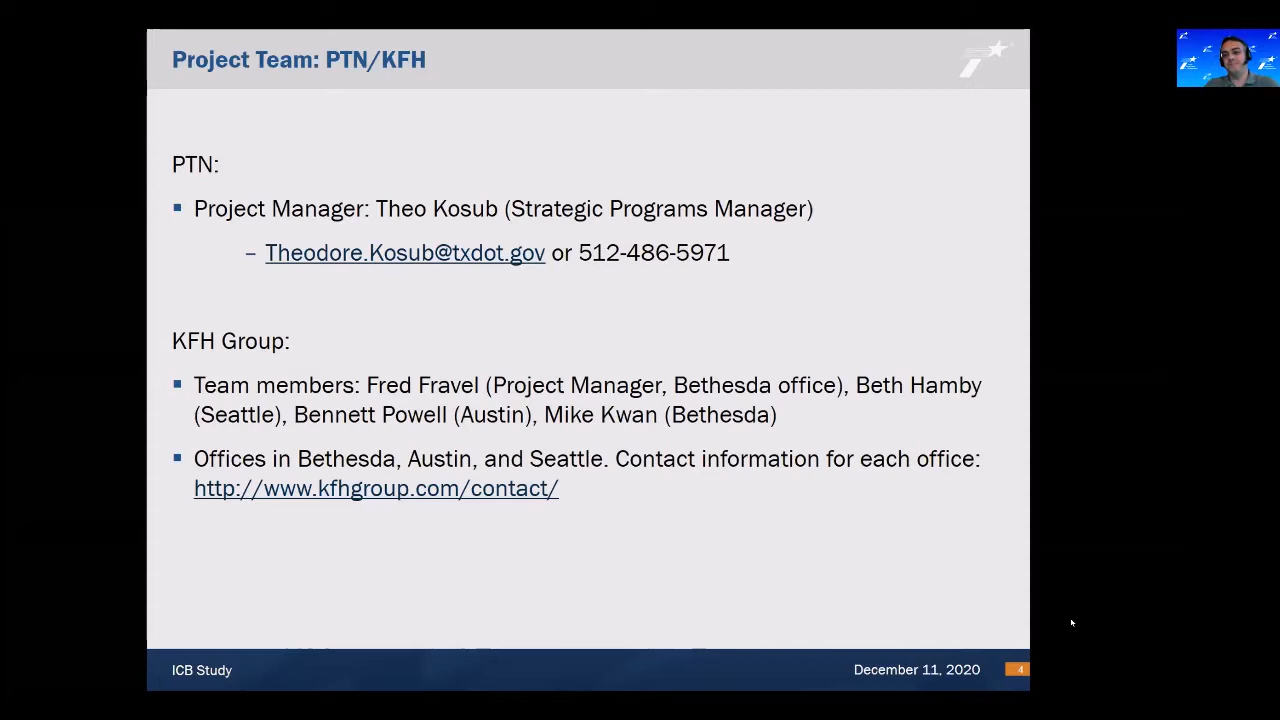 Project Team: PTN/KFH
PTN:
Project Manager: Theo Kosub (Strategic Programs Manager)
– Theodore.Kosub@txdot.gov or 512-486-5971
KFH Group:
Team members: Fred Fravel (Project Manager, Bethesda office), Beth Hamby
(Seattle), Bennett Powell (Austin), Mike Kwan (Bethesda)
Offices in Bethesda, Austin, and Seattle. Contact information for each office:
http://www.kfhgroup.com/contact/
ICB Study
December 11, 2020
4